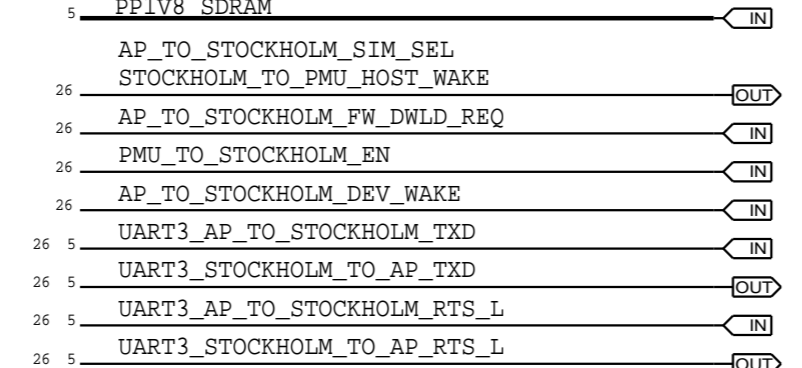 5 PP1V8_SDRAM IN
AP_TO_STOCKHOLM_SIM_SEL
26 STOCKHOLM_TO_PMU_HOST_WAKE OUT
26 AP_TO_STOCKHOLM_FW_DWLD_REQ IN
26 PMU_TO_STOCKHOLM_EN IN
26 AP_TO_STOCKHOLM_DEV_WAKE IN
26 5 UART3_AP_TO_STOCKHOLM_TXD IN
26 5 UART3_STOCKHOLM_TO_AP_TXD OUT
26 5 UART3_AP_TO_STOCKHOLM_RTS_L IN
26 5 UART3_STOCKHOLM_TO_AP_RTS_L OUT